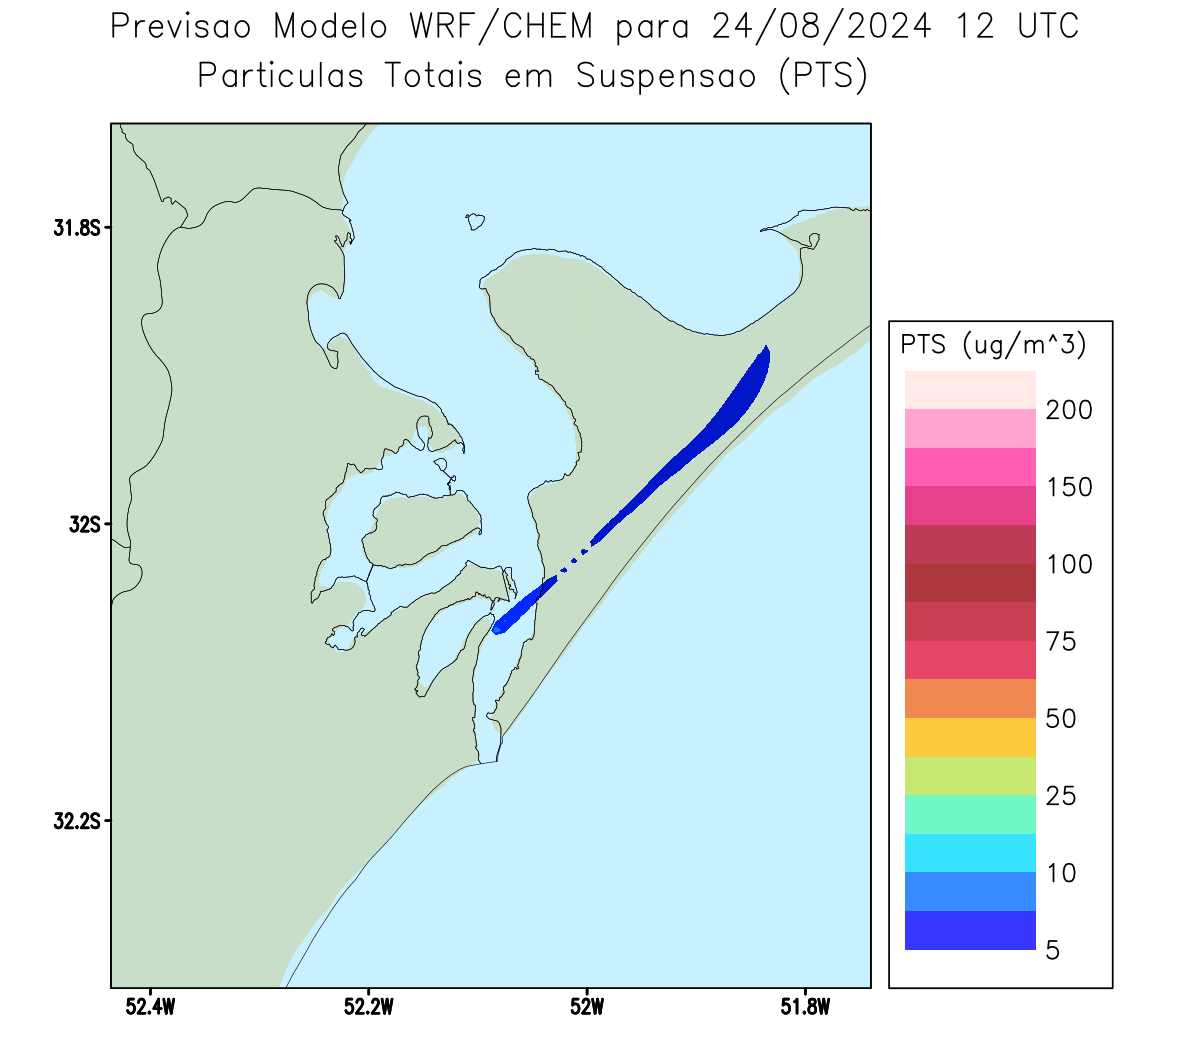 Previsao Modelo WRF/CHEM para 24/08/2024 12 UTC
Particulas Totais em Suspensao (PTS)
31.8S
32S
32.2S
52.4W
52.2W
52W
51.8W
PTS (ug/m^3)
200
150
100
75
50
25
10
5